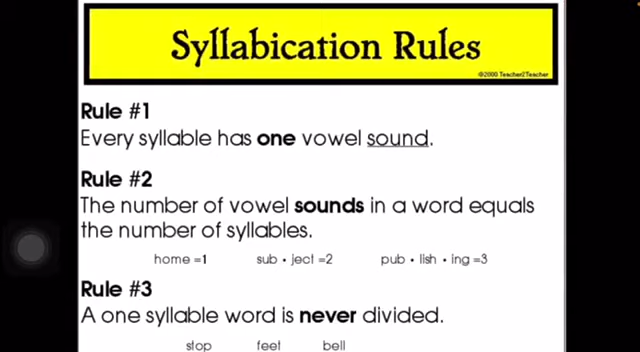 Syllabication Rules
©2000 Teacher2Teacher
Rule #1
Every syllable has one vowel sound.
Rule #2
The number of vowel sounds in a word equals
the number of syllables.
home =1 sub • ject =2 pub • lish • ing =3
Rule #3
A one syllable word is never divided.
stop feet bell